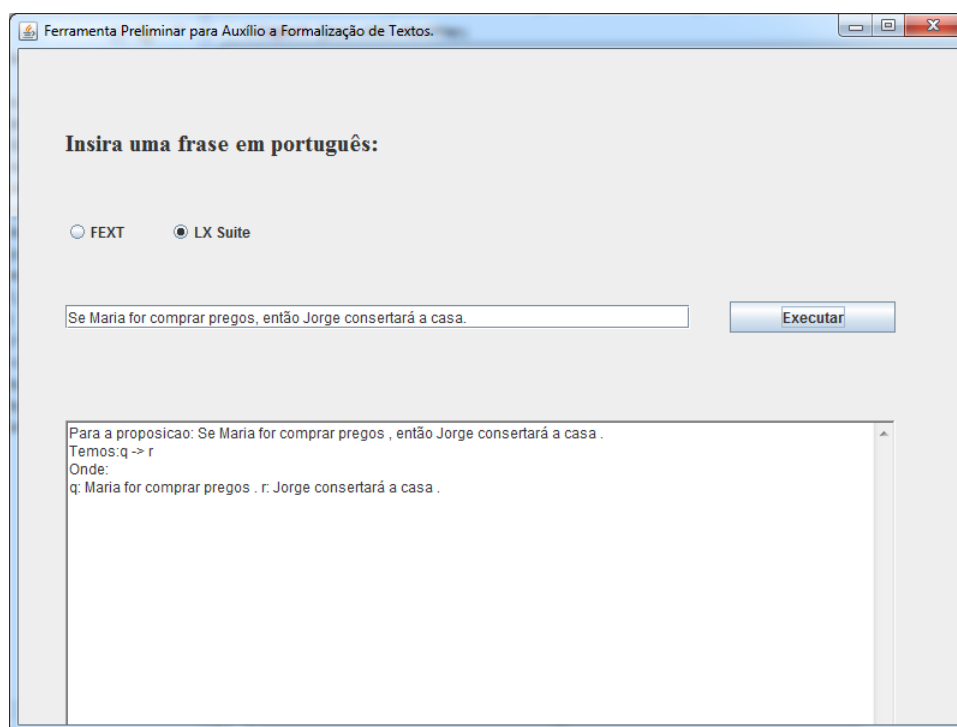 Ferramenta Preliminar para Auxílio a Formalização de Textos.
Insira uma frase em português:
FEXT LX Suite
Se Maria for comprar pregos, então Jorge consertará a casa. Executar
Para a proposicao: Se Maria for comprar pregos , então Jorge consertará a casa .
Temos:q -> r
Onde:
q: Maria for comprar pregos . r: Jorge consertará a casa .